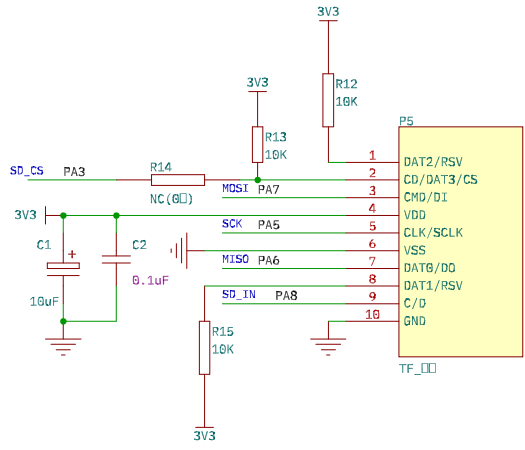 3V3
R12
10K
3V3
R13
10K
P5
SD_CS PA3
R14
NC(0
MOSI PA7
3V3
SCK PA5
MISO PA6
SD_IN PA8
C1
+
10uF
C2
0.1uF
R15
10K
3V3
1 DAT2/RSV
2 CD/DAT3/CS
3 CMD/DI
4 VDD
5 CLK/SCLK
6 VSS
7 DAT0/DO
8 DAT1/RSV
9 C/D
10 GND
TF_